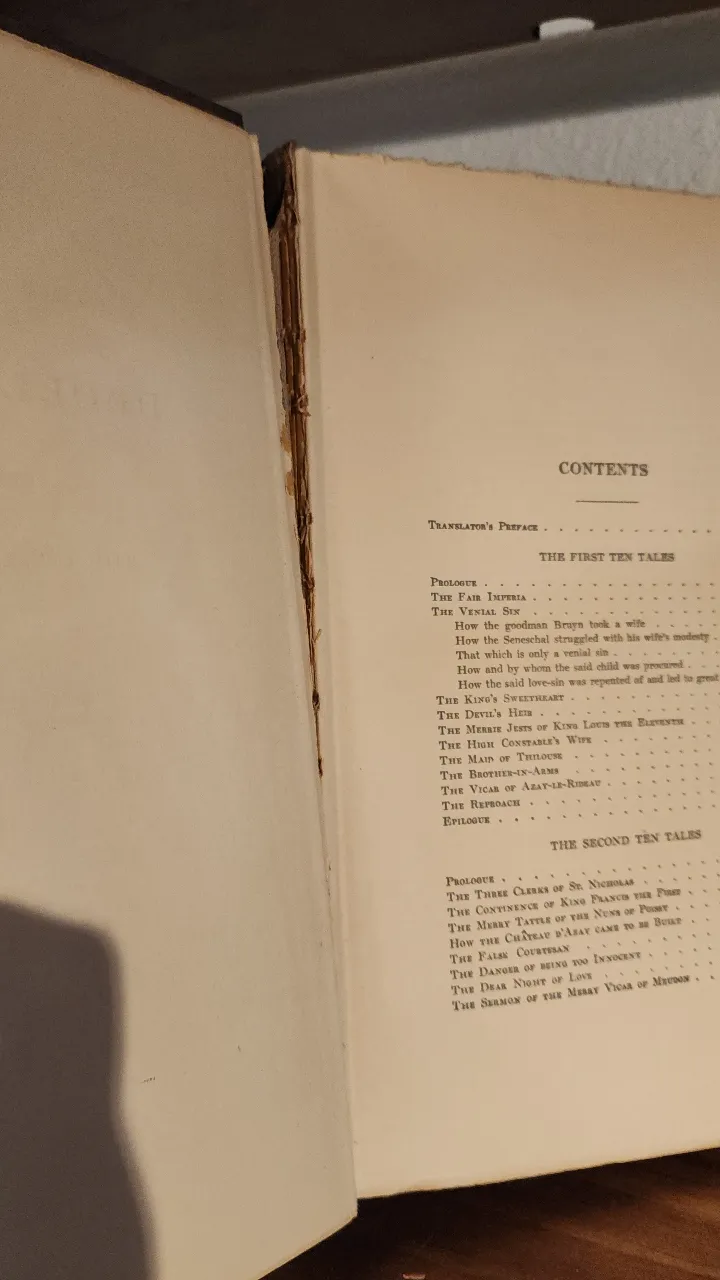 CONTENTS
TRANSLATOR'S PREFACE . . . . . . . . . . . .
THE FIRST TEN TALES
PROLOGUE . . . . . . . . . . . . . . .
THE FAIR IMPERIA . . . . . . . . . . . .
THE VENIAL SIN . . . . . . . . . . . .
How the goodman Bruyn took a wife . . . .
How the Seneschal struggled with his wife's modesty .
That which is only a venial sin . . . . . . .
How and by whom the said child was procured . .
How the said love-sin was repented of and led to great
THE KING'S SWEETHEART . . . . . . . . . .
THE DEVIL'S HEIR . . . . . . . . . . . .
THE MERRIE JESTS OF KING LOUIS THE ELEVENTH . .
THE HIGH CONSTABLE'S WIFE . . . . . . . .
THE MAID OF THILOUSE . . . . . . . . . .
THE BROTHER-IN-ARMS . . . . . . . . . .
THE VICAR OF AZAY-LE-RIDEAU . . . . . . . .
THE REPROACH . . . . . . . . . . . .
EPILOGUE . . . . . . . . . . . . . .
THE SECOND TEN TALES
PROLOGUE . . . . . . . . . . . . . .
THE THREE CLERKS OF ST. NICHOLAS . . . . . .
THE CONTINENCE OF KING FRANCIS THE FIRST . . .
THE MERRY TATTLE OF THE NUNS OF POISSY . . .
HOW THE CHÂTEAU D'AZAY CAME TO BE BUILT . . .
THE FALSE COURTESAN . . . . . . . . .
THE DANGER OF BEING TOO INNOCENT . . . . .
THE DEAR NIGHT OF LOVE . . . . . . . .
THE SERMON OF THE MERRY VICAR OF MEUDON . .